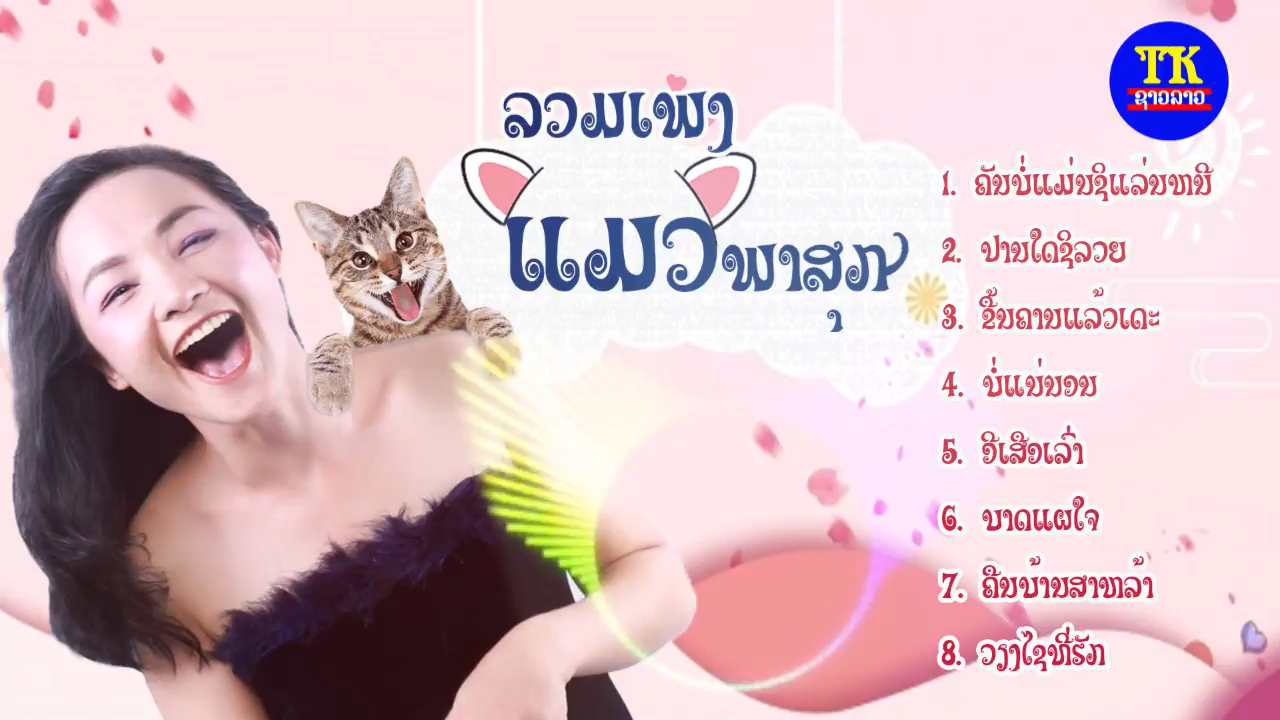 ລວມເພງ
ແມວພາສຸກ
TK
ຊາວລາວ
1. ຄັນບໍ່ແມ່ນຊິແລ່ນຫນີ
2. ຢານໃດຊິລວຍ
3. ຂີ້ນຄານແລ້ວເດະ
4. ບໍ່ແນ່ນອນ
5. ອີເສືອເລົ່າ
6. ບາດແຜໃຈ
7. ຄືນບ້ານສາຫລ້າ
8. ວຽງໄຊທີ່ຮັກ